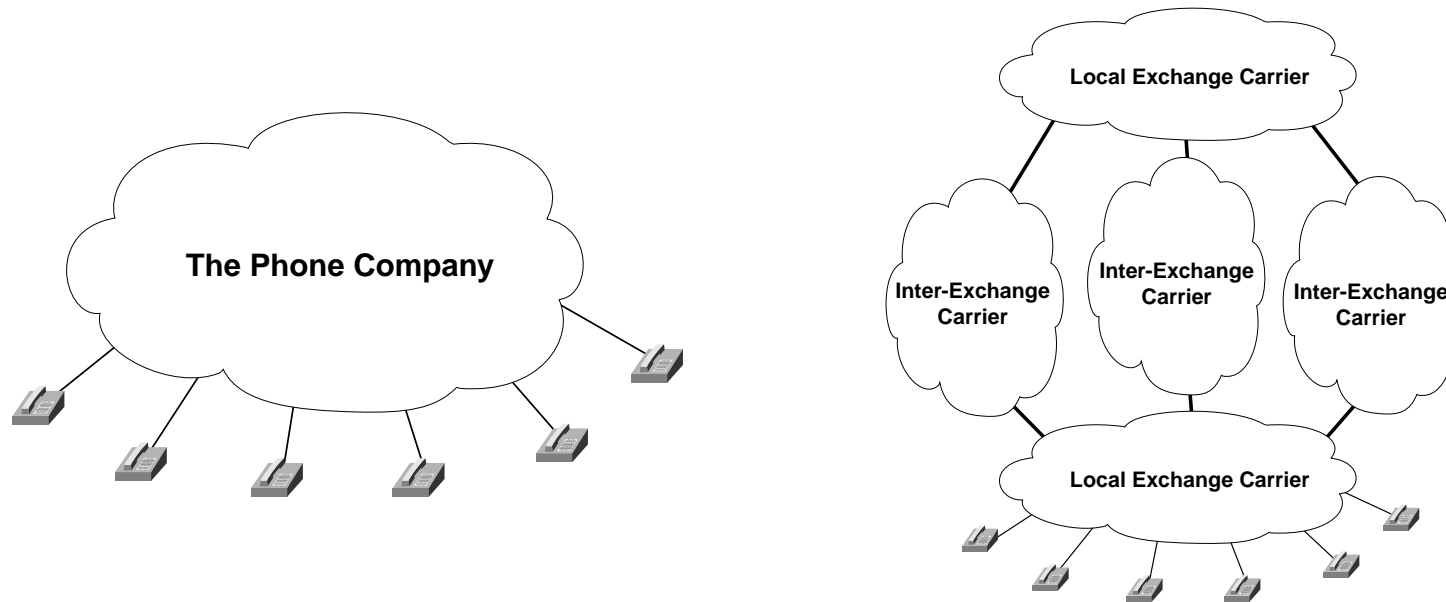 The Phone Company
Local Exchange Carrier
Inter-Exchange
Carrier
Inter-Exchange
Carrier
Inter-Exchange
Carrier
Local Exchange Carrier